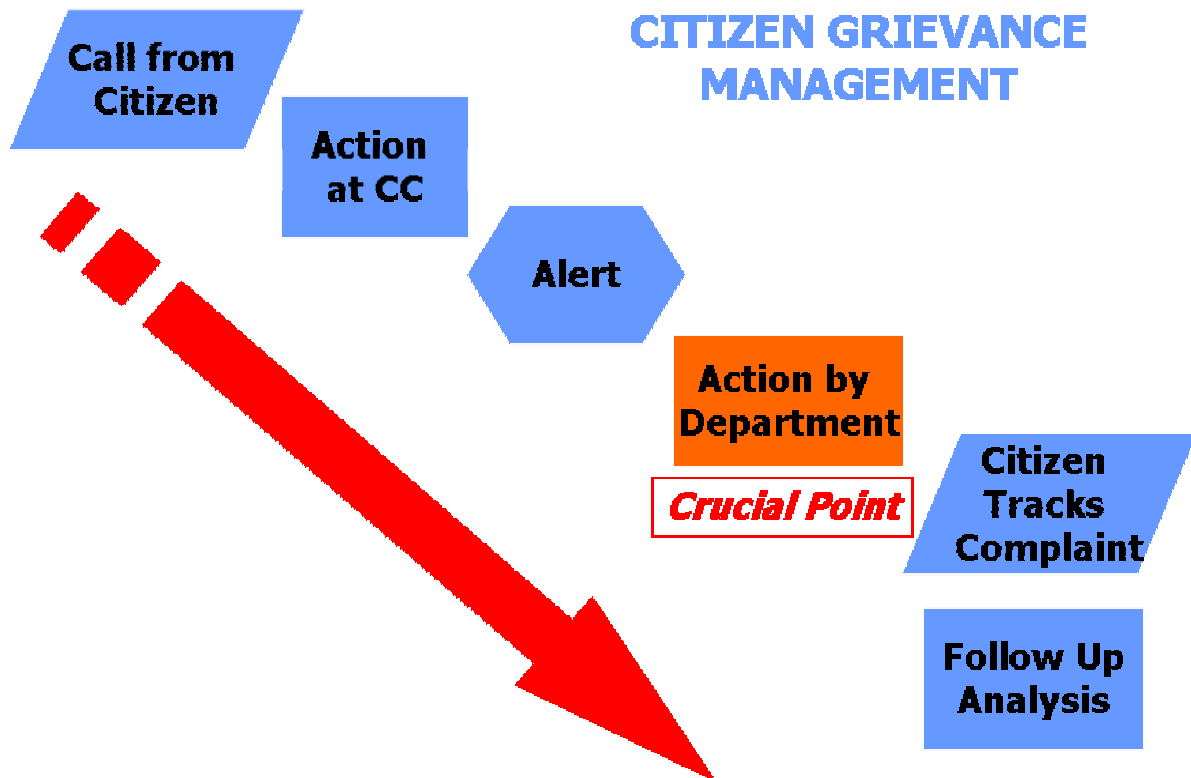 CITIZEN GRIEVANCE
MANAGEMENT
Call from
Citizen
Action
at CC
Alert
Action by
Department
Crucial Point
Citizen
Tracks
Complaint
Follow Up
Analysis